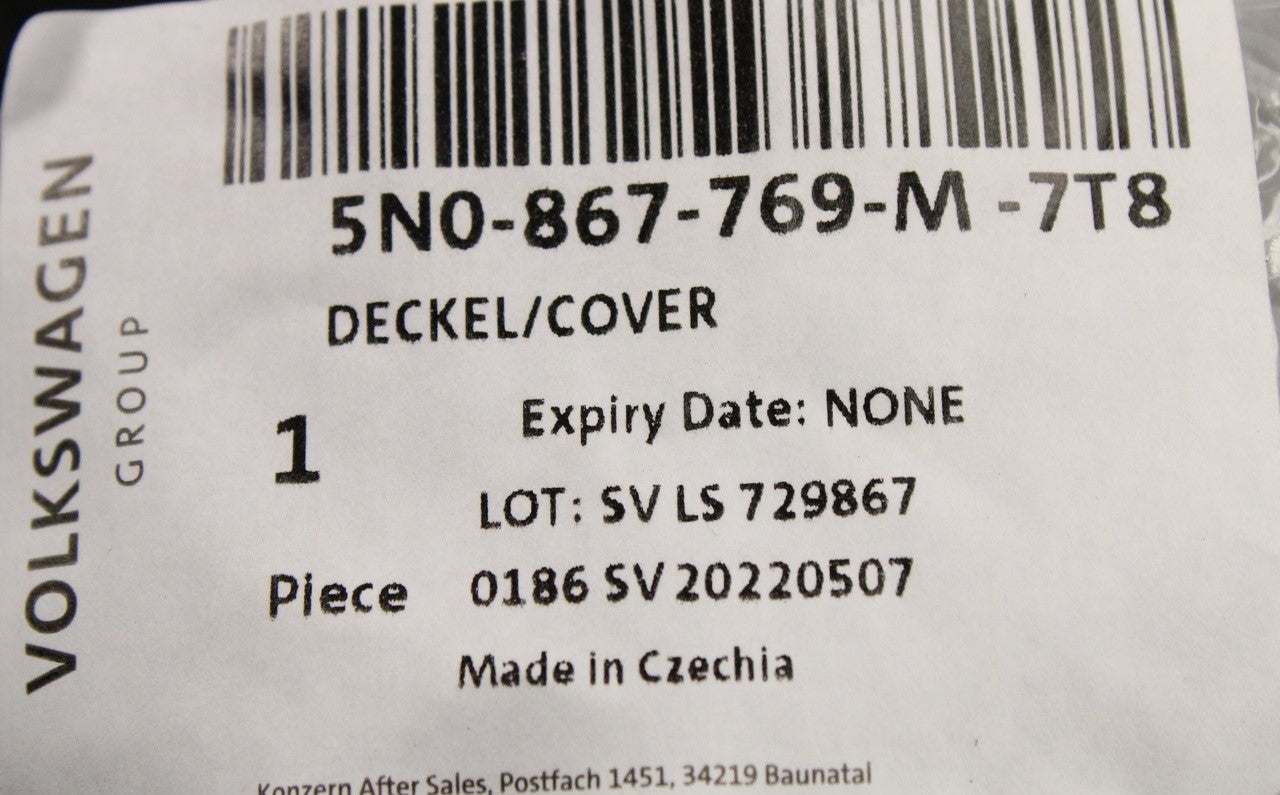 VOLKSWAGEN
GROUP
5N0-867-769-M -7T8
DECKEL/COVER
1
Expiry Date: NONE
LOT: SV LS 729867
Piece 0186 SV 20220507
Made in Czechia
Konzern After Sales, Postfach 1451, 34219 Baunatal